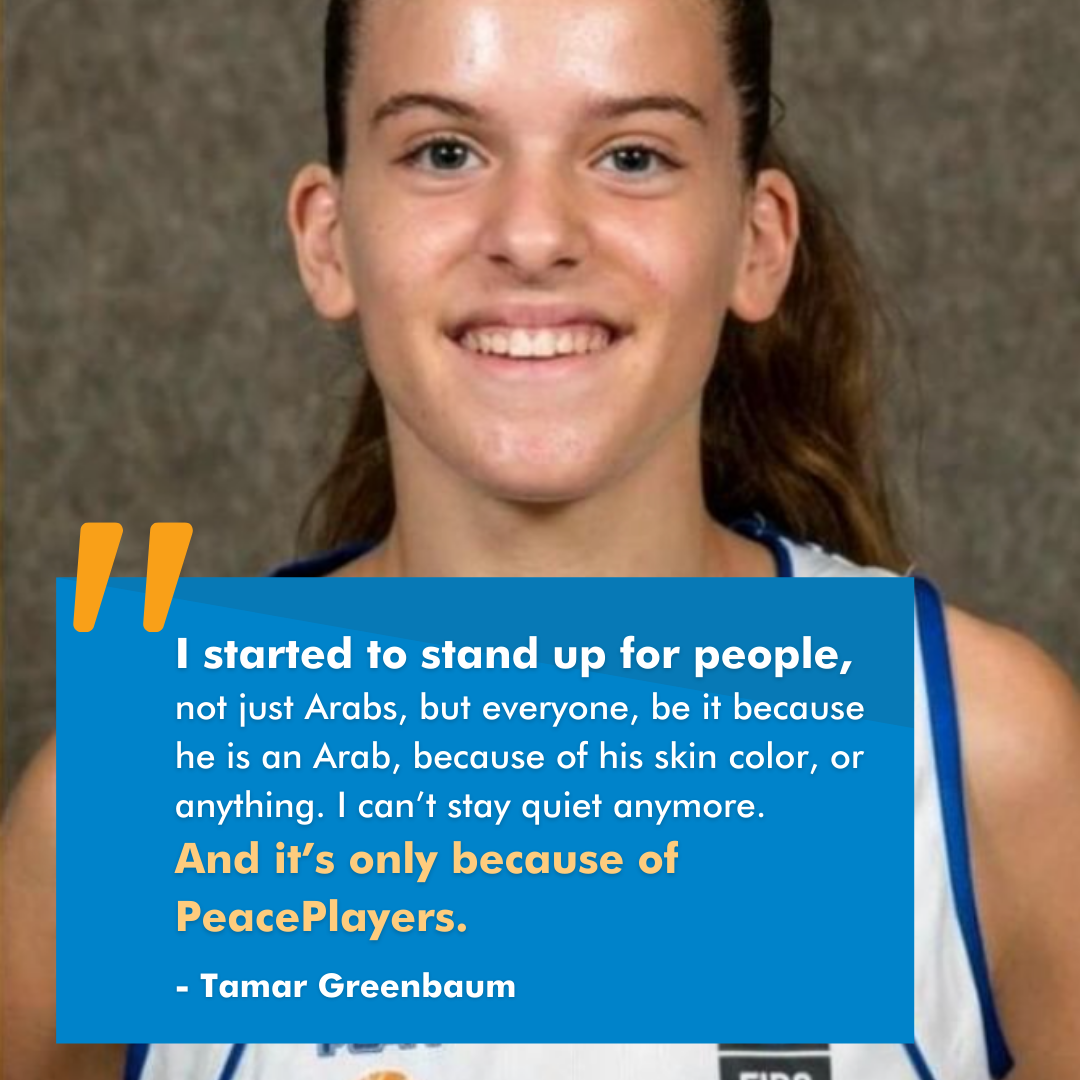 I started to stand up for people,
not just Arabs, but everyone, be it because
he is an Arab, because of his skin color, or
anything. I can’t stay quiet anymore.
And it’s only because of
PeacePlayers.
- Tamar Greenbaum